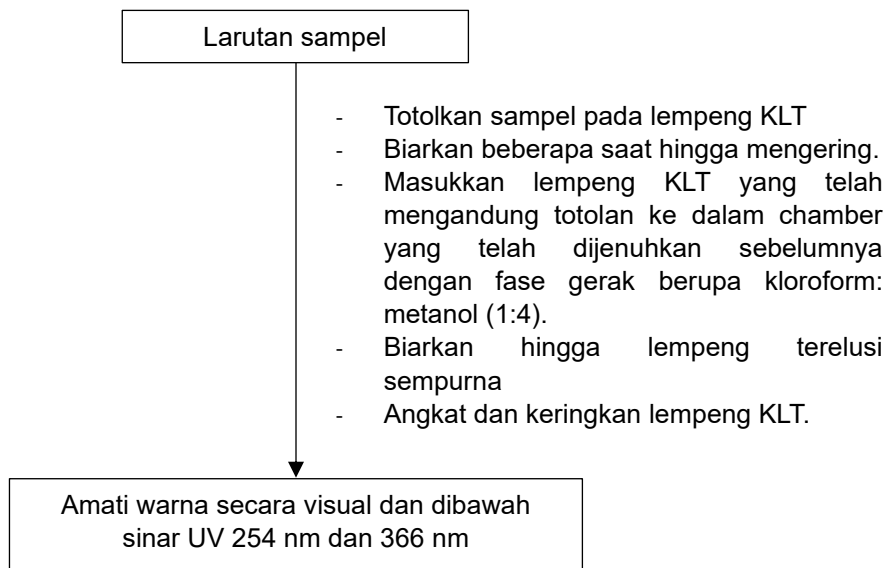 Larutan sampel
- Totolkan sampel pada lempeng KLT
- Biarkan beberapa saat hingga mengering.
- Masukkan lempeng KLT yang telah
mengandung totolan ke dalam chamber
yang telah dijenuhkan sebelumnya
dengan fase gerak berupa kloroform:
metanol (1:4).
- Biarkan hingga lempeng terelusi
sempurna
- Angkat dan keringkan lempeng KLT.
Amati warna secara visual dan dibawah
sinar UV 254 nm dan 366 nm